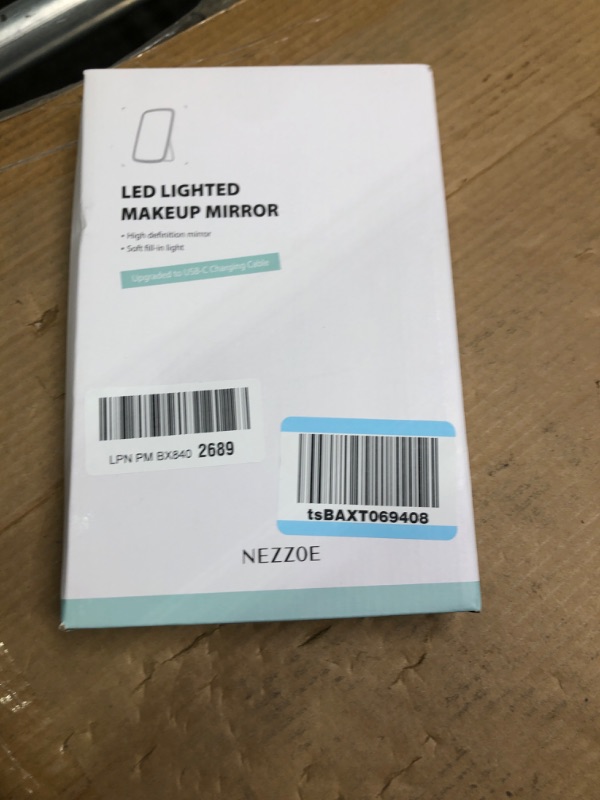 LED LIGHTED
MAKEUP MIRROR
• High definition mirror
• Soft fill-in light
Upgraded to USB-C Charging Cable
LPN PM BX840 2689
tsBAXT069408
NEZZOE